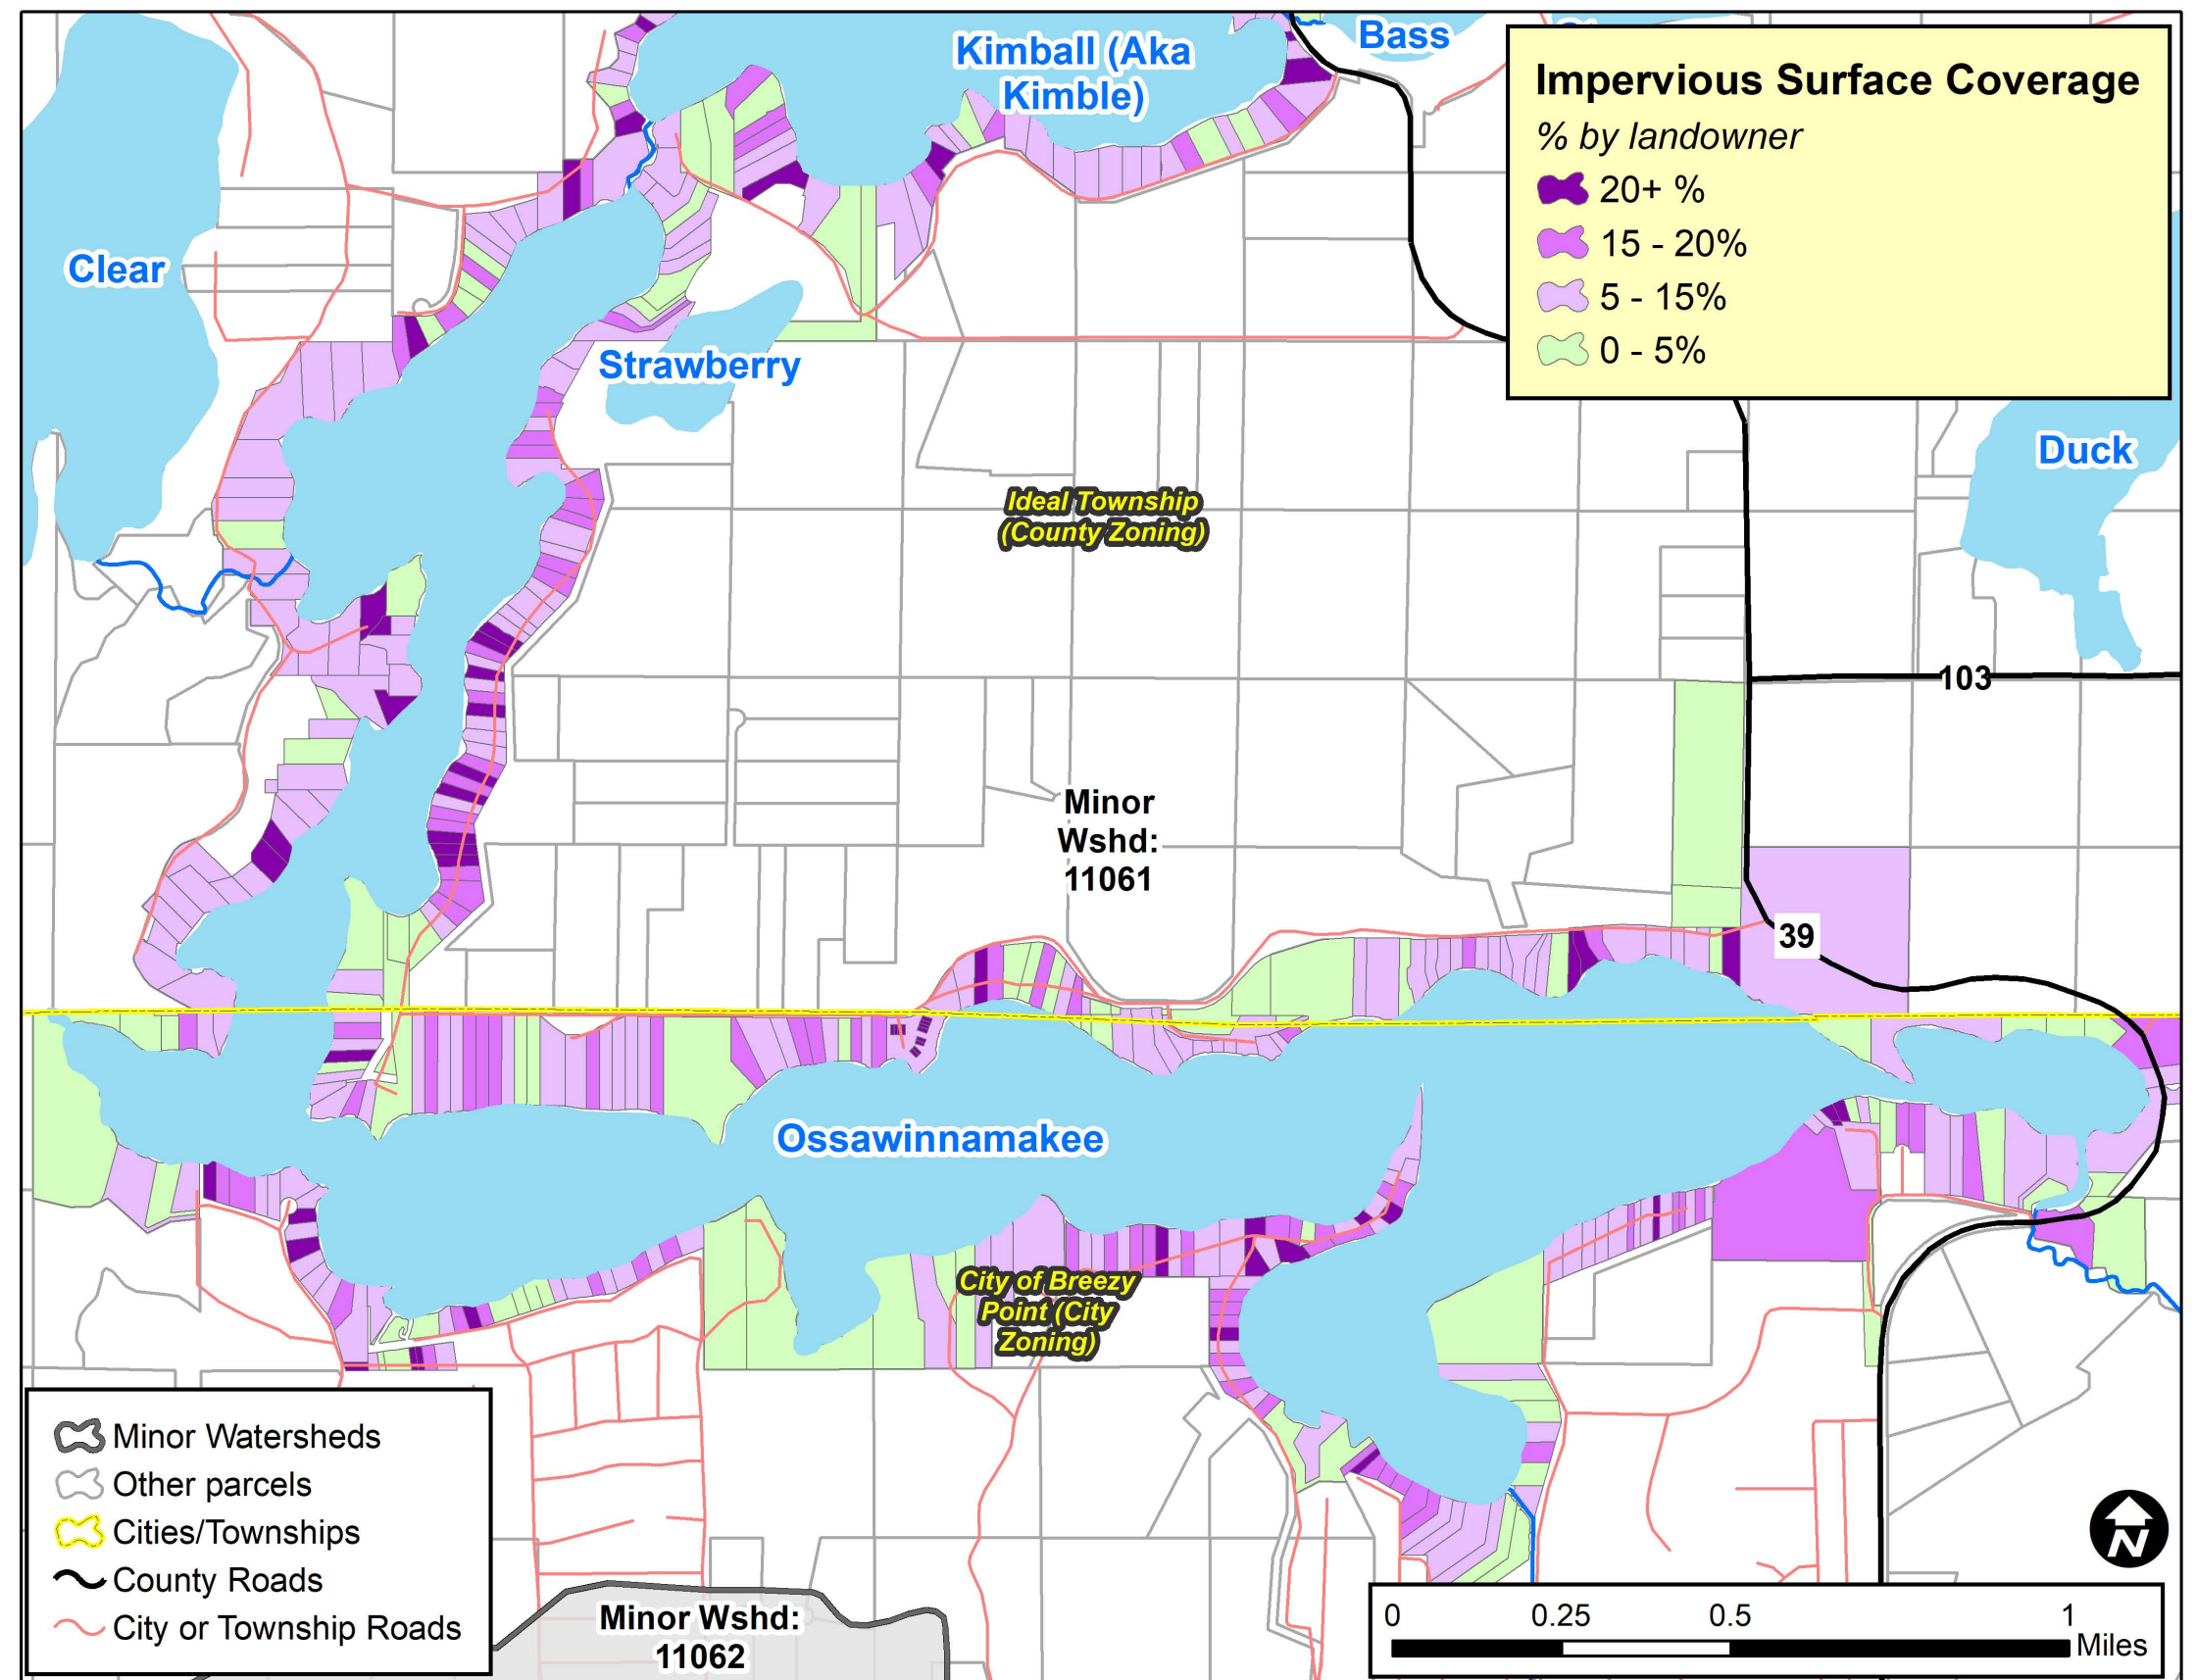 Kimball (Aka
Kimble)
Bass
Impervious Surface Coverage
% by landowner
20+ %
15 - 20%
5 - 15%
0 - 5%
Clear
Strawberry
Duck
Ideal Township
(County Zoning)
103
Minor
Wshd:
11061
39
Ossawinnamakee
City of Breezy
Point (City
Zoning)
Minor Watersheds
Other parcels
Cities/Townships
County Roads
City or Township Roads
Minor Wshd:
11062
N
0 0.25 0.5 1
Miles